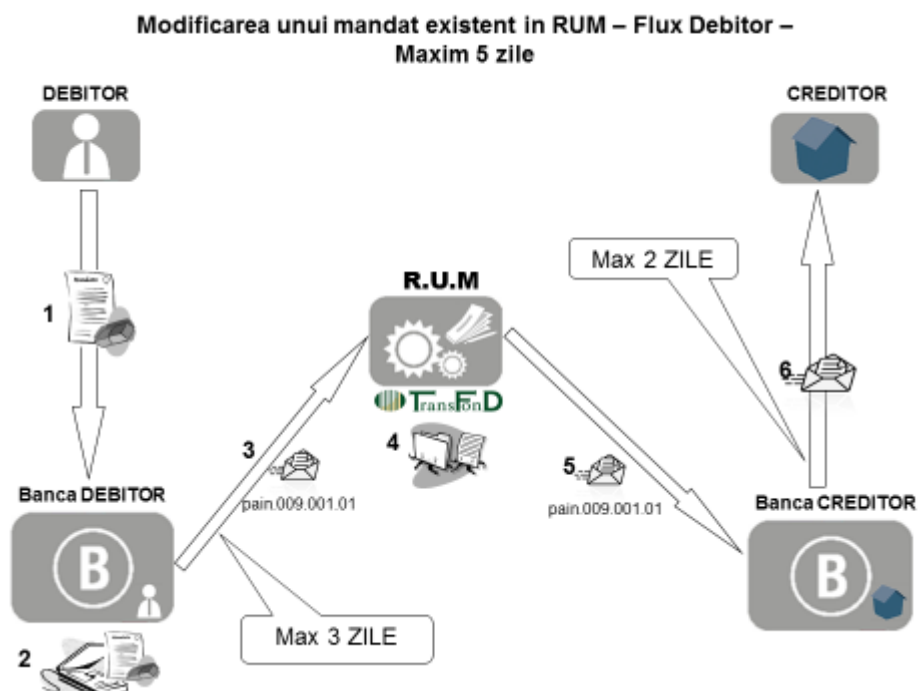 Modificarea unui mandat existent in RUM – Flux Debitor –
Maxim 5 zile
DEBITOR
CREDITOR
Max 2 ZILE
R.U.M
1
TransFonD
6
3
4
5
pain.009.001.01
pain.009.001.01
Banca DEBITOR
Banca CREDITOR
B
B
Max 3 ZILE
2